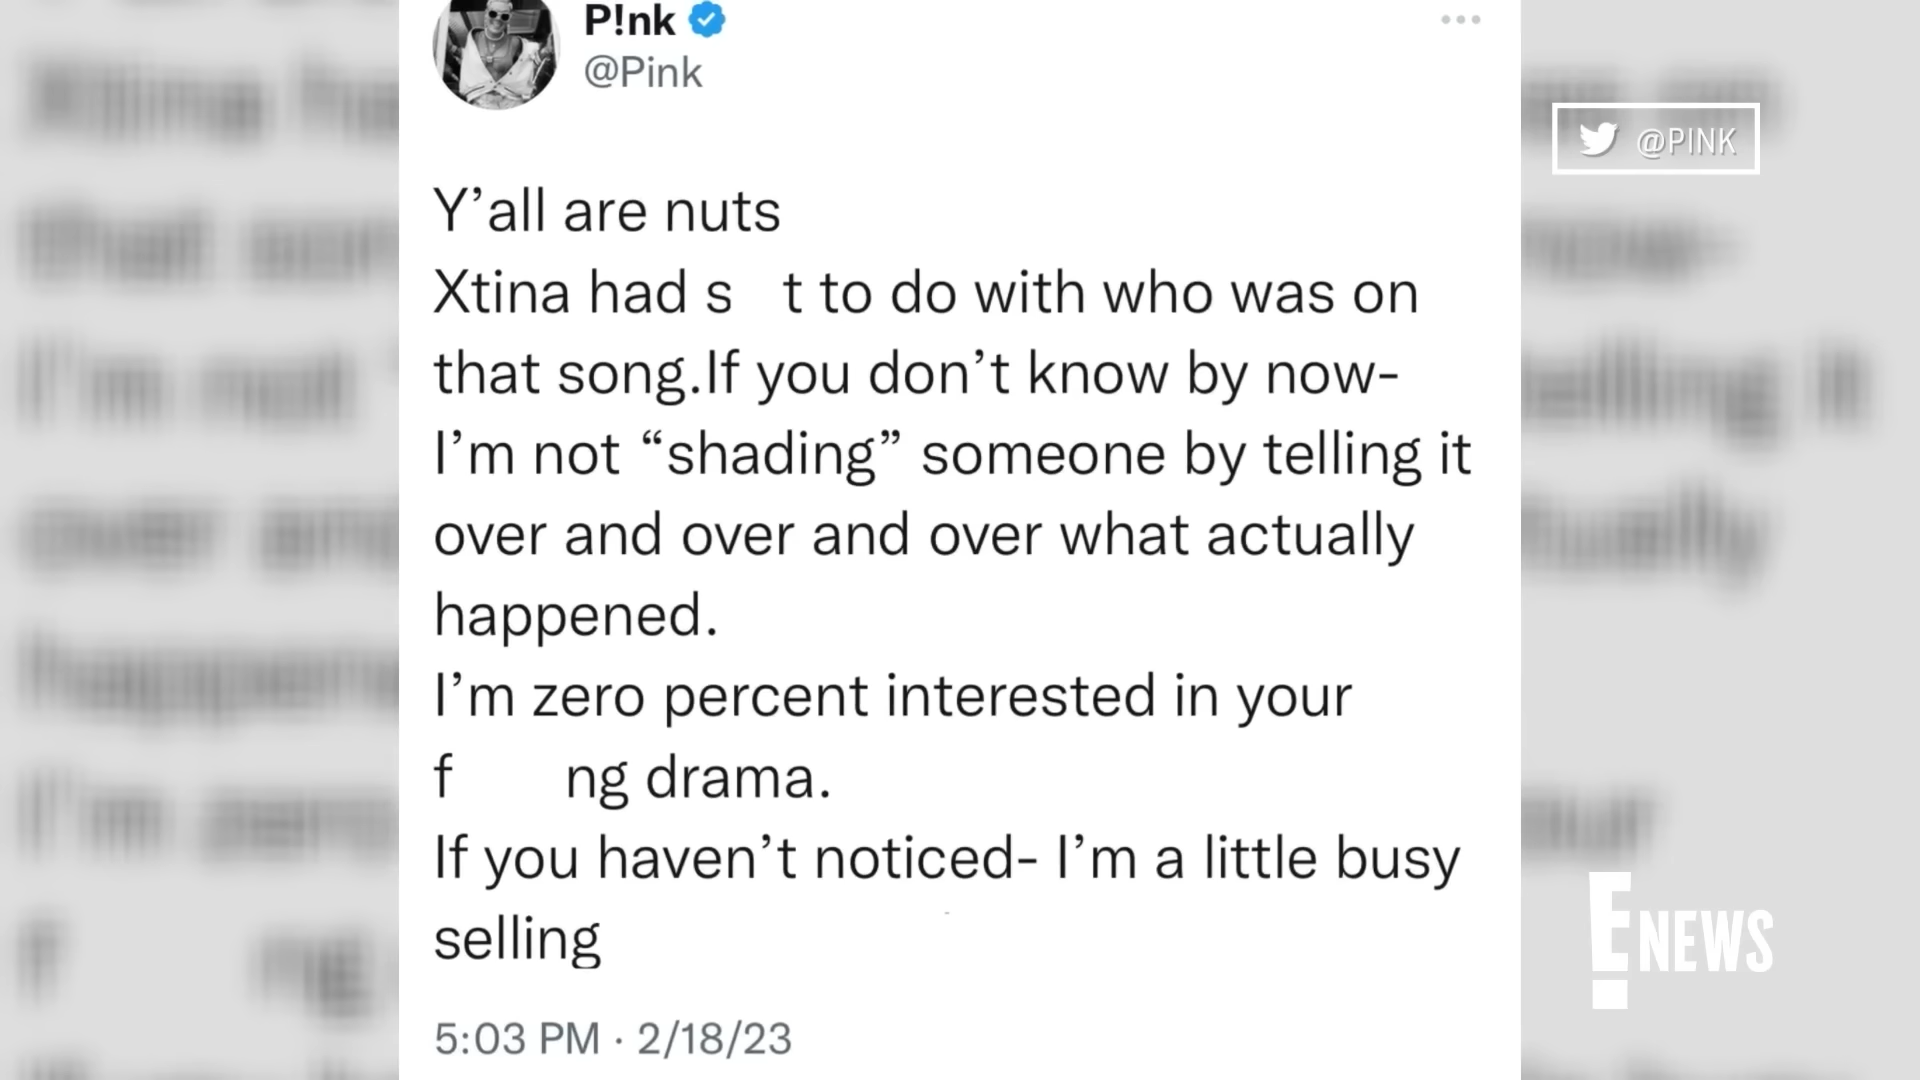 P!nk
@Pink
@PINK
Y’all are nuts
Xtina had s t to do with who was on
that song.If you don’t know by now-
I’m not “shading” someone by telling it
over and over and over what actually
happened.
I’m zero percent interested in your
f ng drama.
If you haven’t noticed- I’m a little busy
selling
5:03 PM · 2/18/23
E! NEWS